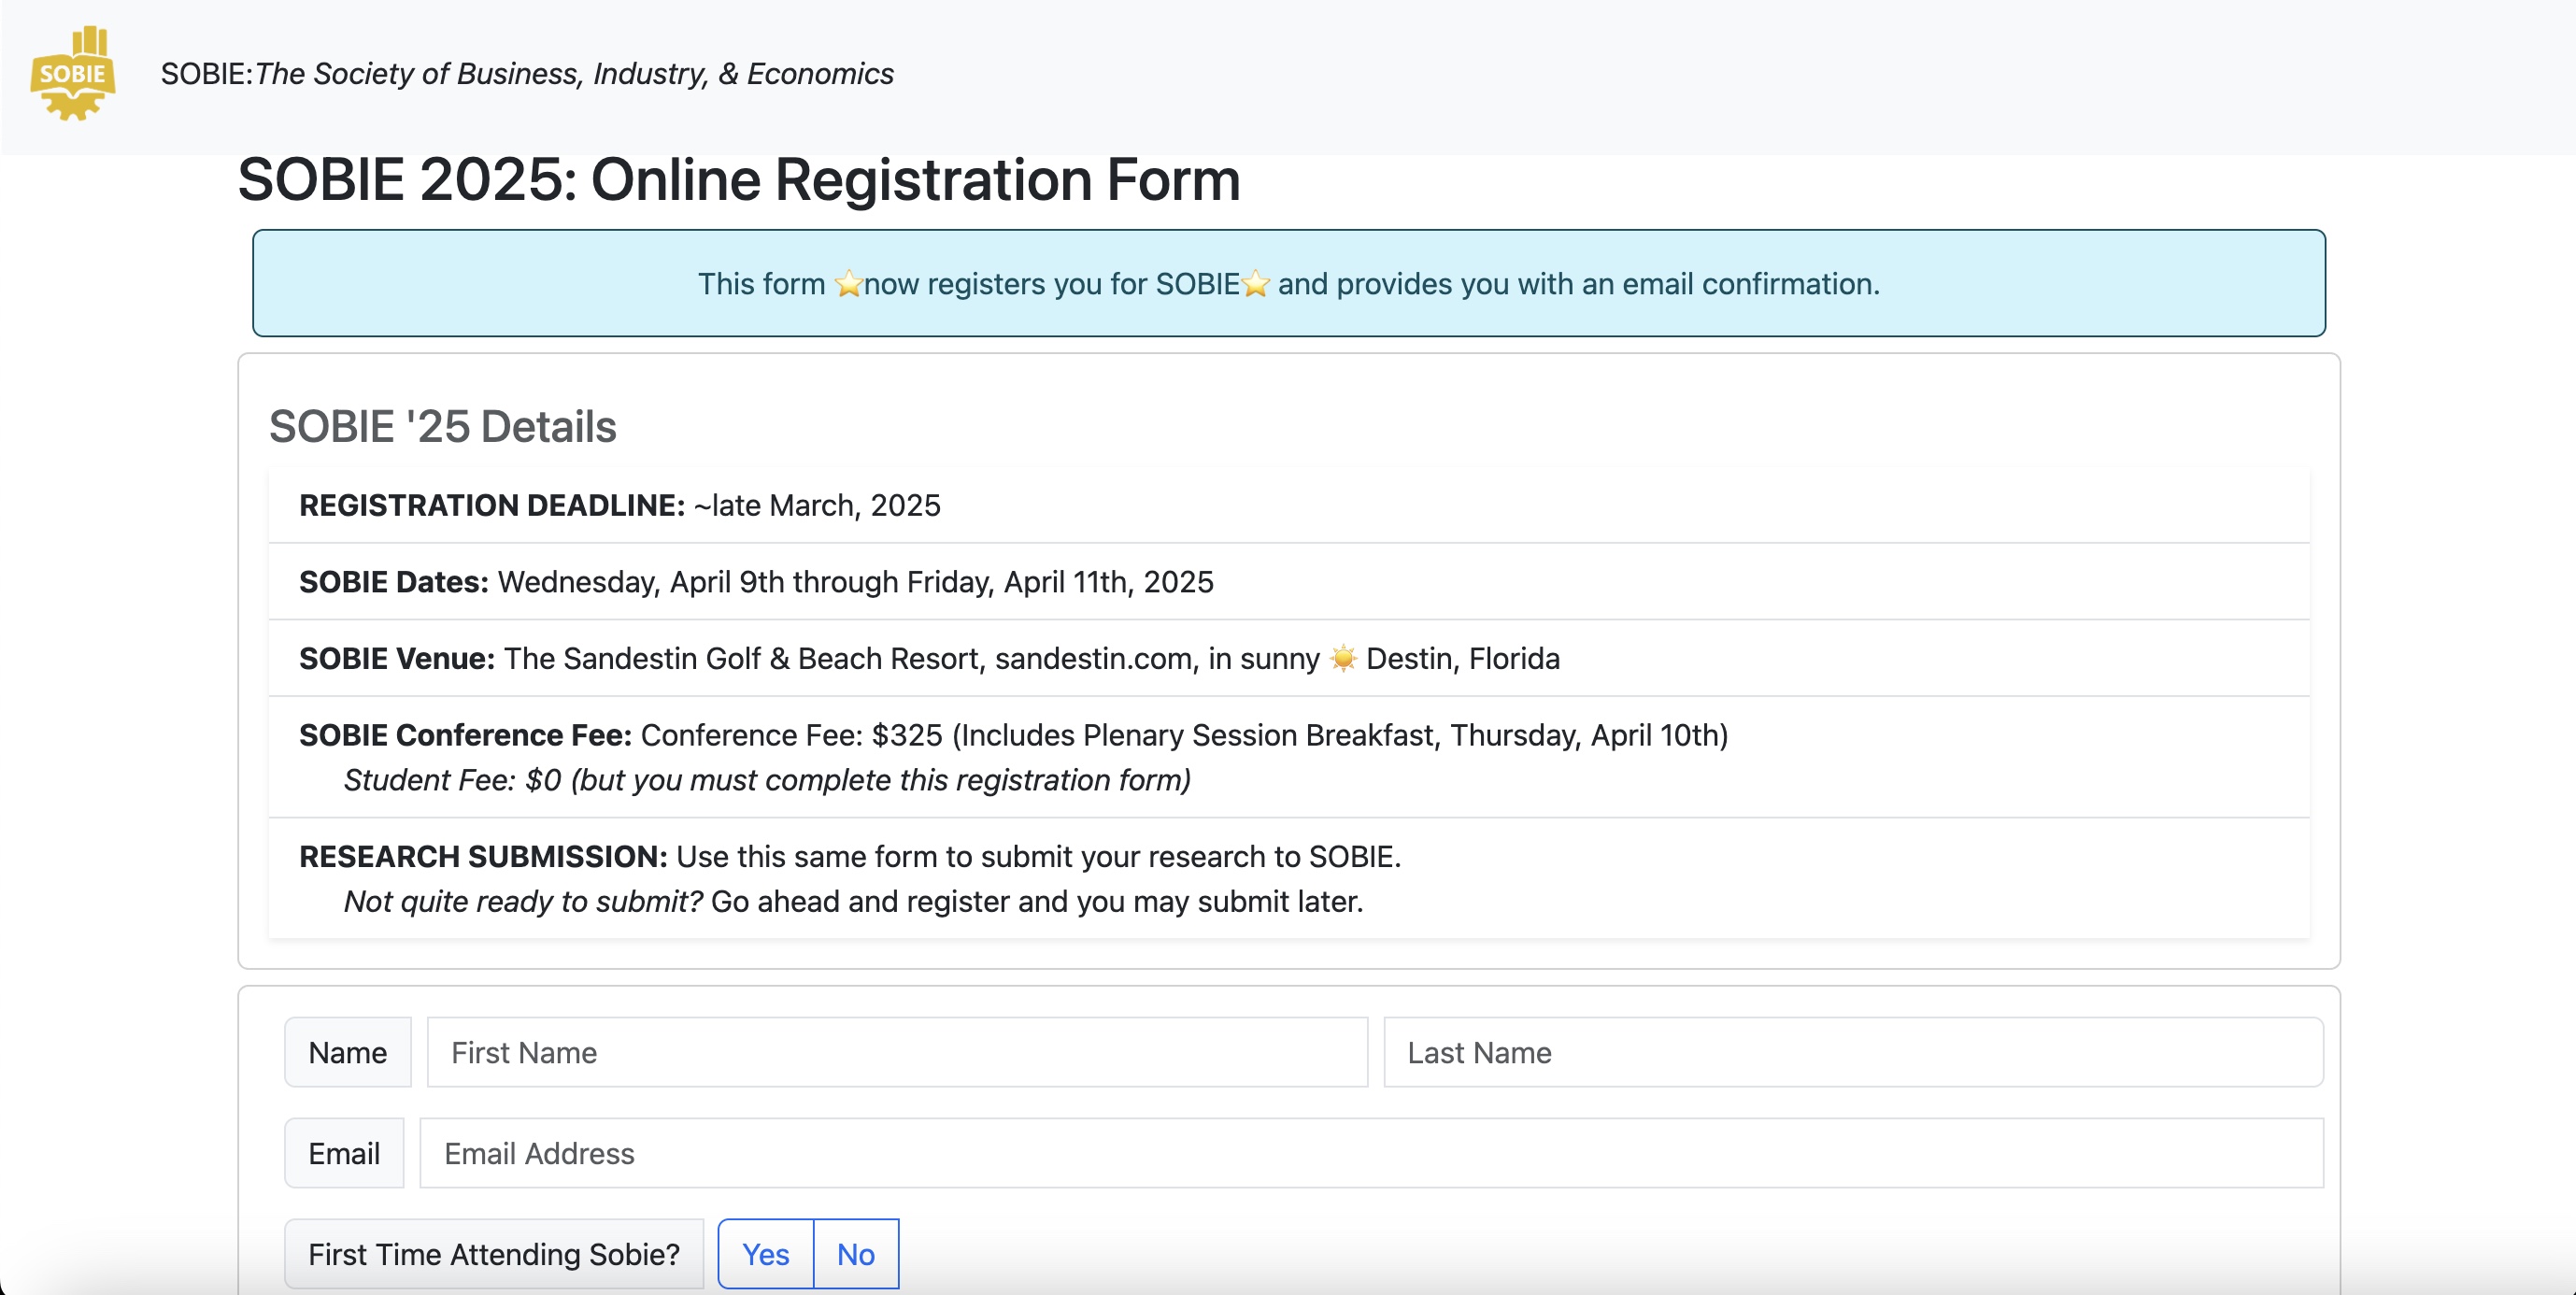 SOBIE
SOBIE:The Society of Business, Industry, & Economics
SOBIE 2025: Online Registration Form
This form ⭐now registers you for SOBIE⭐ and provides you with an email confirmation.
SOBIE '25 Details
REGISTRATION DEADLINE: ~late March, 2025
SOBIE Dates: Wednesday, April 9th through Friday, April 11th, 2025
SOBIE Venue: The Sandestin Golf & Beach Resort, sandestin.com, in sunny ☀️ Destin, Florida
SOBIE Conference Fee: Conference Fee: $325 (Includes Plenary Session Breakfast, Thursday, April 10th)
Student Fee: $0 (but you must complete this registration form)
RESEARCH SUBMISSION: Use this same form to submit your research to SOBIE.
Not quite ready to submit? Go ahead and register and you may submit later.
Name First Name Last Name
Email Email Address
First Time Attending Sobie? Yes No